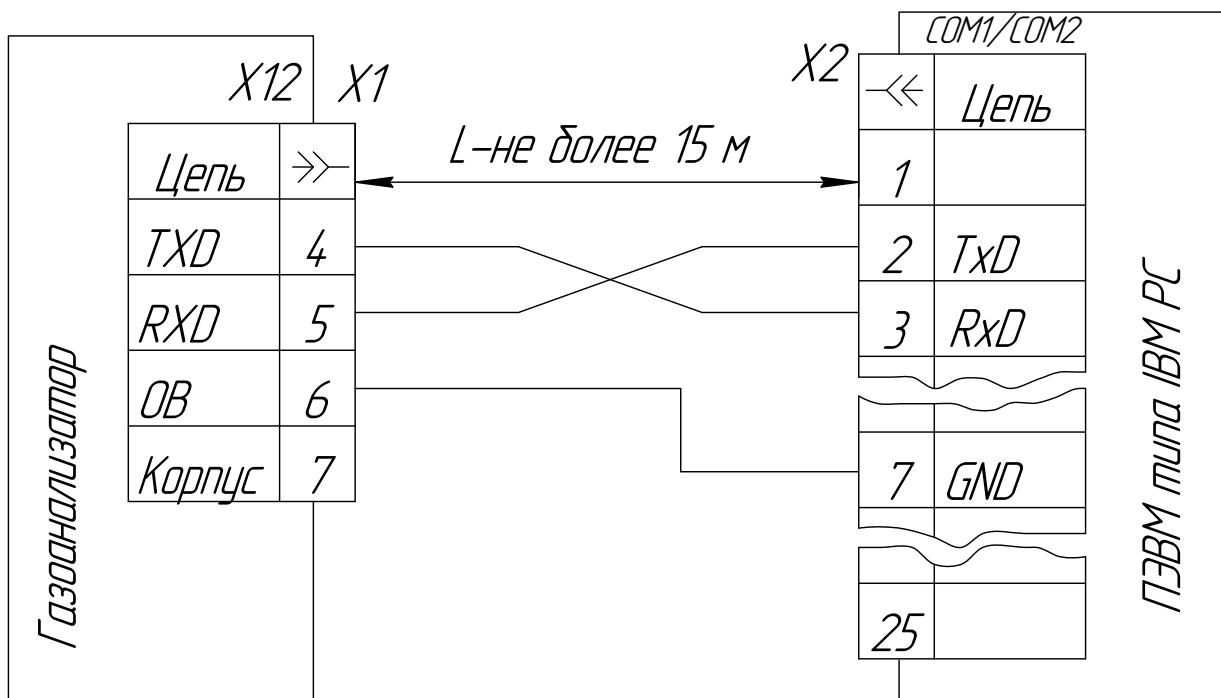 COM1/COM2
X12
X1
X2
Цепь
L-не более 15 м
Цепь
1
TXD
4
2
TxD
RXD
5
3
RxD
0В
6
Корпус
7
7
GND
25
Газоанализатор
ПЭВМ типа IBM PC